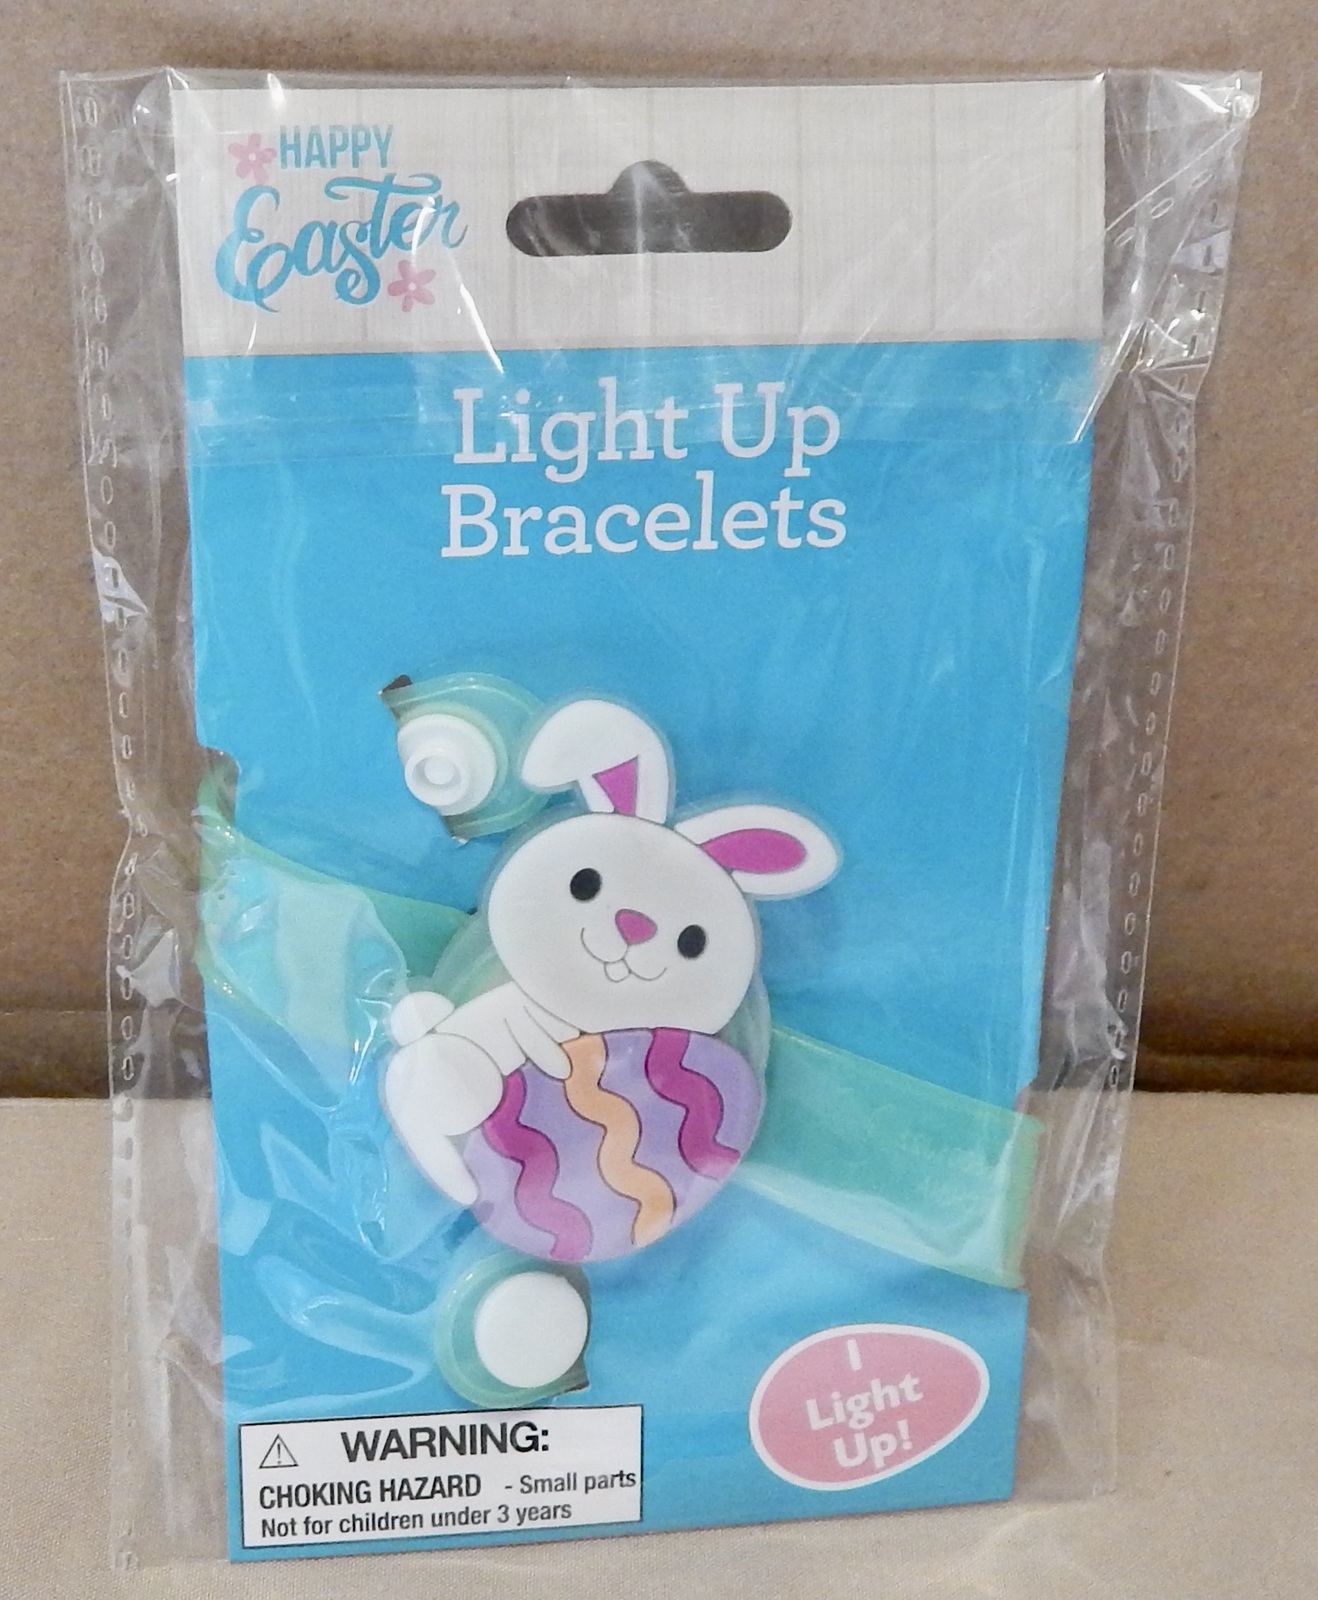 HAPPY
Easter
Light Up
Bracelets
I
Light
Up!
WARNING:
CHOKING HAZARD - Small parts
Not for children under 3 years